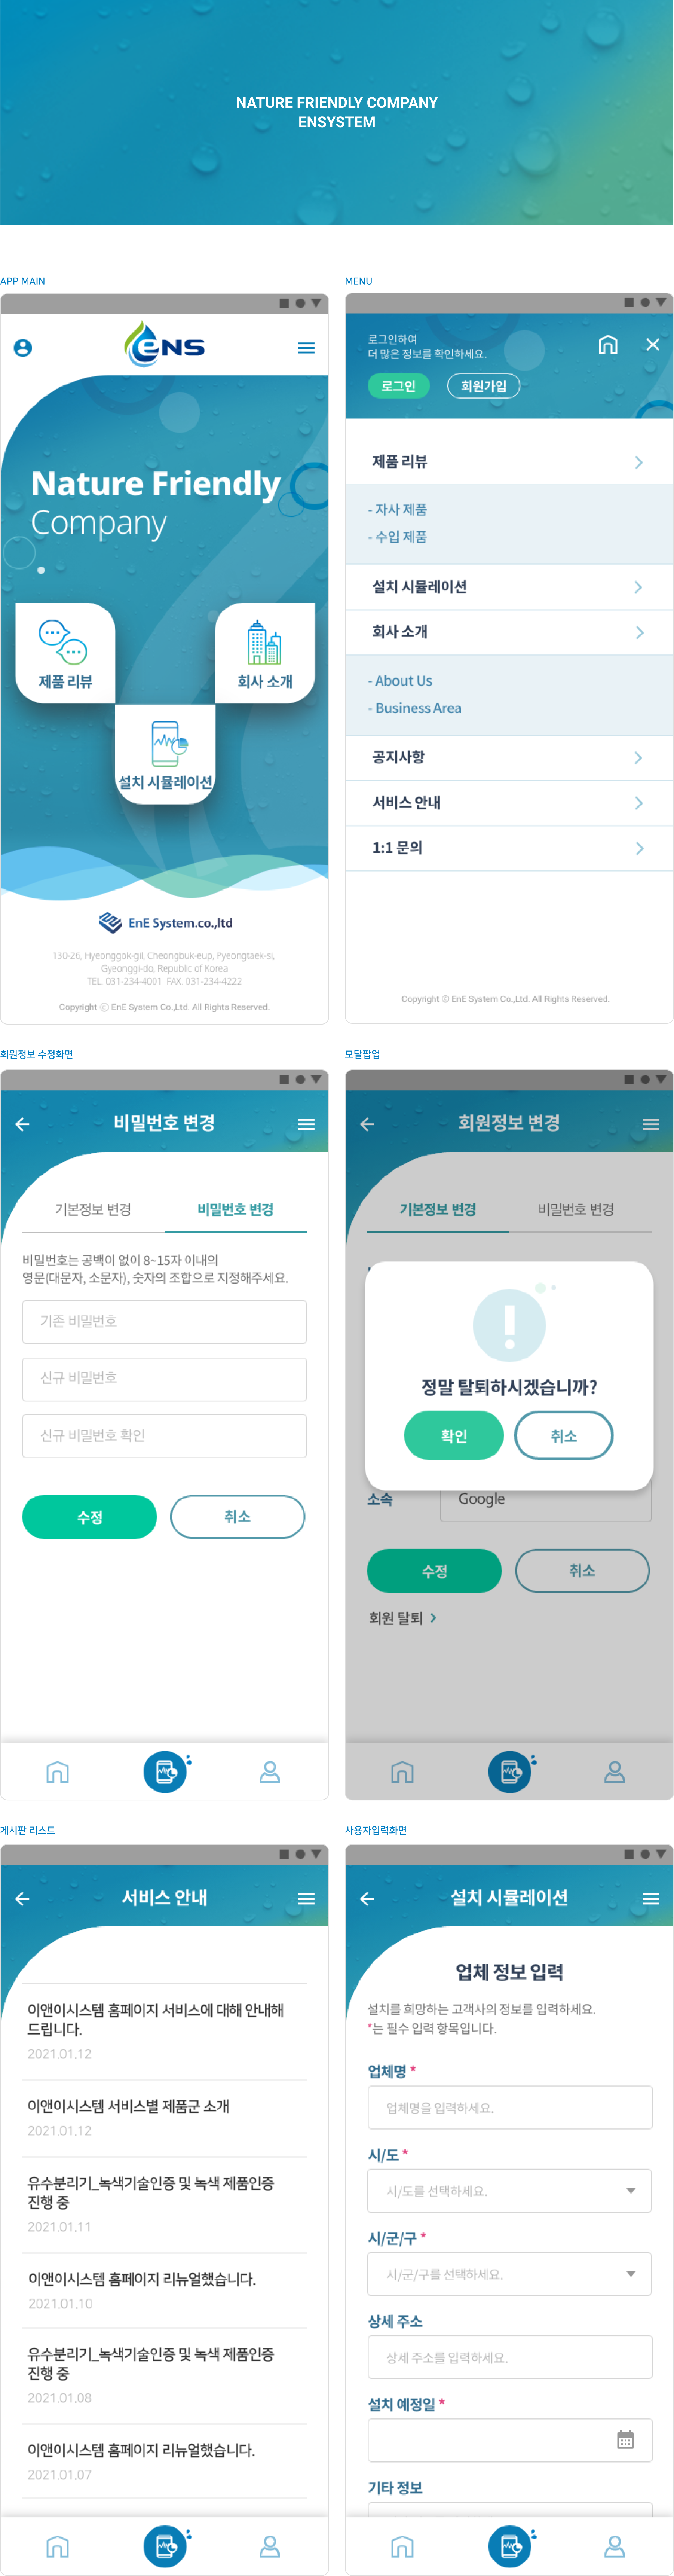 NATURE FRIENDLY COMPANY
ENSYSTEM
APP MAIN
eNS
Nature Friendly
Company
제품 리뷰
회사 소개
설치 시뮬레이션
EnE System.co.,ltd
130-26, Hyeonggok-gil, Cheongbuk-eup, Pyeongtaek-si,
Gyeonggi-do, Republic of Korea
TEL. 031-234-4001 FAX. 031-234-4222
Copyright ⓒ EnE System Co.,Ltd. All Rights Reserved.
MENU
로그인하여
더 많은 정보를 확인하세요.
로그인
회원가입
제품 리뷰
- 자사 제품
- 수입 제품
설치 시뮬레이션
회사 소개
- About Us
- Business Area
공지사항
서비스 안내
1:1 문의
Copyright ⓒ EnE System Co.,Ltd. All Rights Reserved.
회원정보 수정화면
비밀번호 변경
기본정보 변경
비밀번호 변경
비밀번호는 공백이 없이 8~15자 이내의
영문(대문자, 소문자), 숫자의 조합으로 지정해주세요.
기존 비밀번호
신규 비밀번호
신규 비밀번호 확인
수정
취소
모달팝업
회원정보 변경
기본정보 변경
비밀번호 변경
정말 탈퇴하시겠습니까?
확인
취소
소속
Google
수정
취소
회원 탈퇴
게시판 리스트
서비스 안내
이앤이시스템 홈페이지 서비스에 대해 안내해
드립니다.
2021.01.12
이앤이시스템 서비스별 제품군 소개
2021.01.12
유수분리기_녹색기술인증 및 녹색 제품인증
진행 중
2021.01.11
이앤이시스템 홈페이지 리뉴얼했습니다.
2021.01.10
유수분리기_녹색기술인증 및 녹색 제품인증
진행 중
2021.01.08
이앤이시스템 홈페이지 리뉴얼했습니다.
2021.01.07
사용자입력화면
설치 시뮬레이션
업체 정보 입력
설치를 희망하는 고객사의 정보를 입력하세요.
*는 필수 입력 항목입니다.
업체명 *
업체명을 입력하세요.
시/도 *
시/도를 선택하세요.
시/군/구 *
시/군/구를 선택하세요.
상세 주소
상세 주소를 입력하세요.
설치 예정일 *
기타 정보